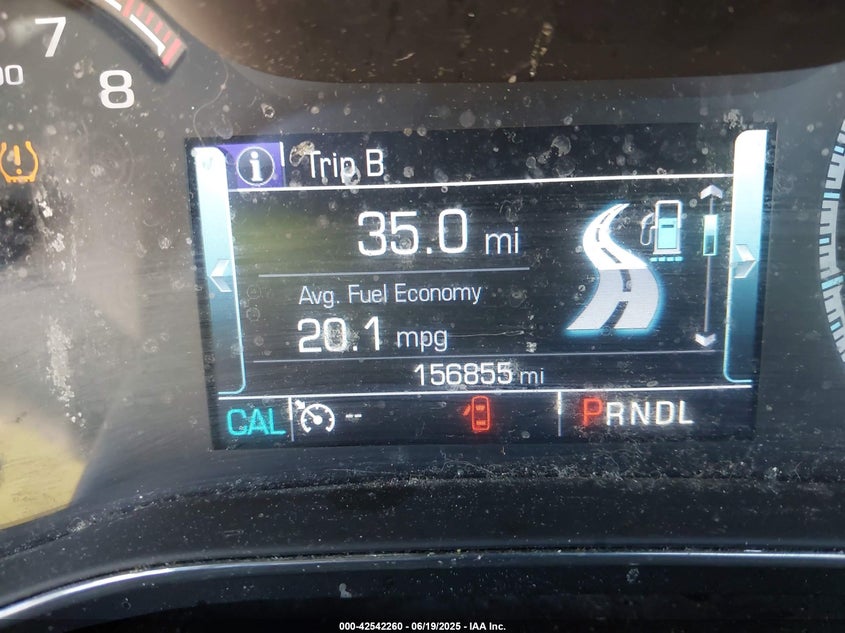 7
00
8
Trip B
35.0 mi
Avg. Fuel Economy
20.1 mpg
156855 mi
CAL -- PRNDL
000-42542260 - 06/19/2025 - IAA Inc.